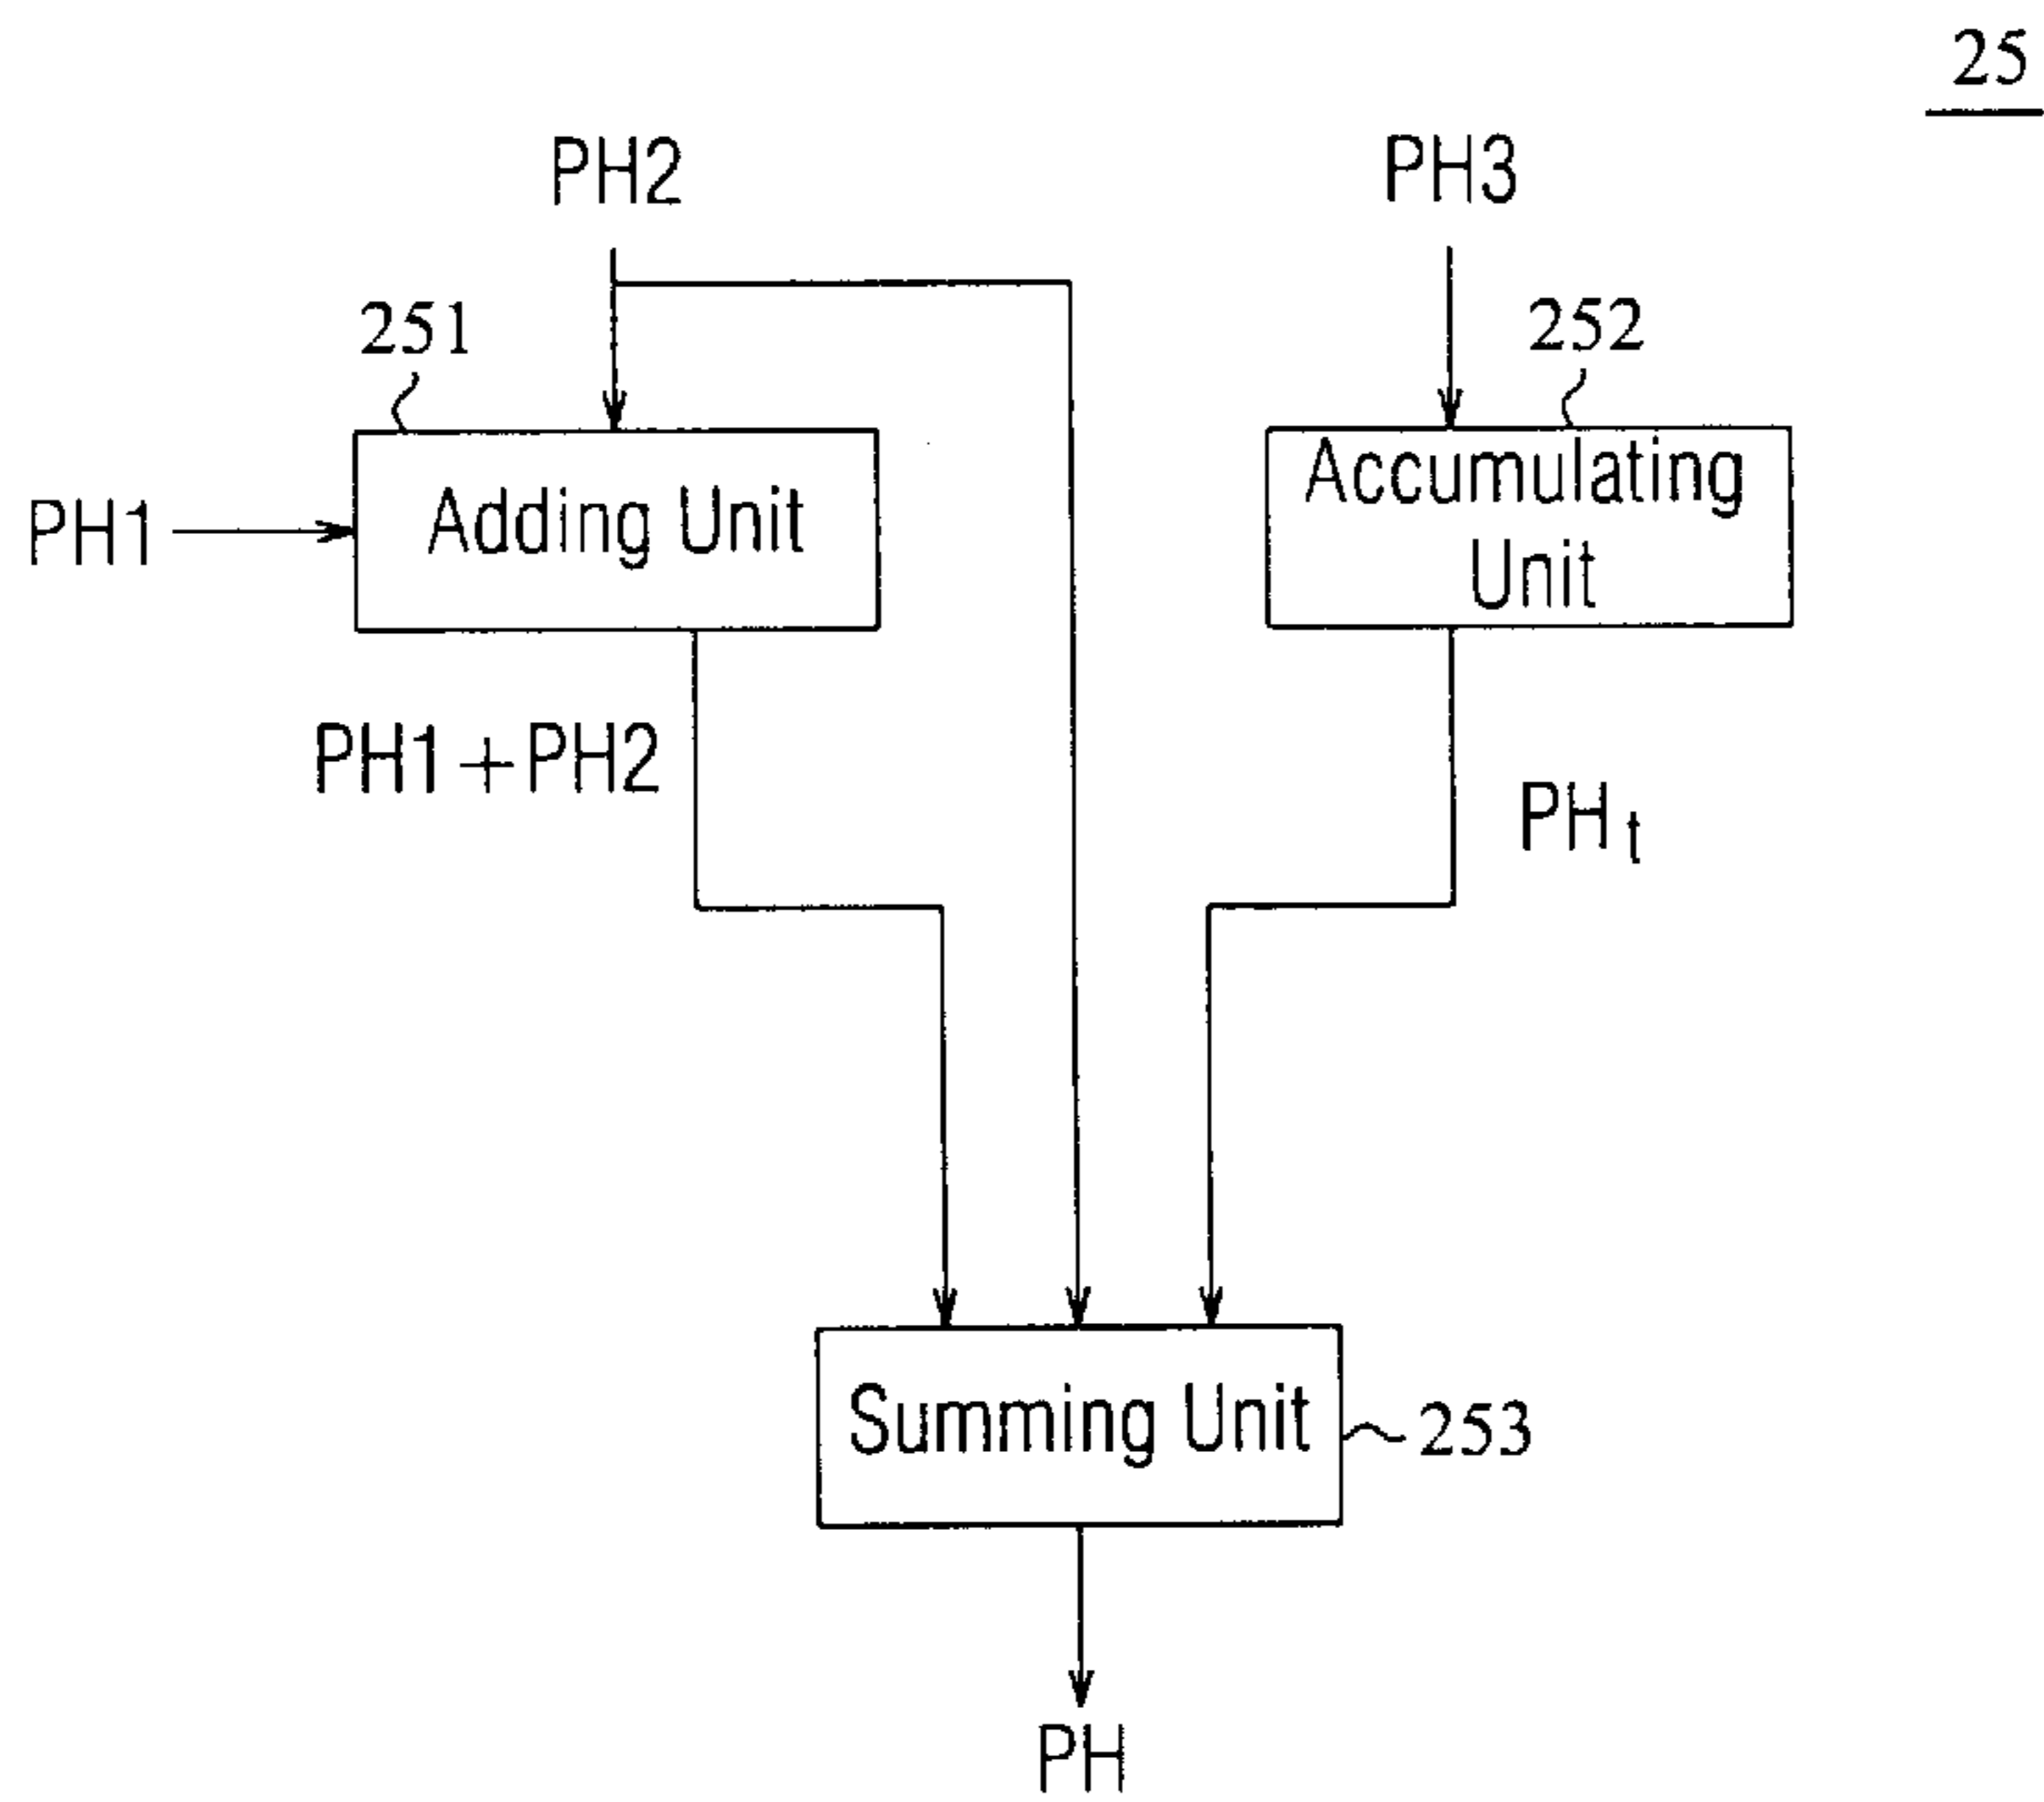 25
PH2
PH3
251
252
PH1
Adding Unit
Accumulating
Unit
PH1+PH2
PHt
Summing Unit
253
PH